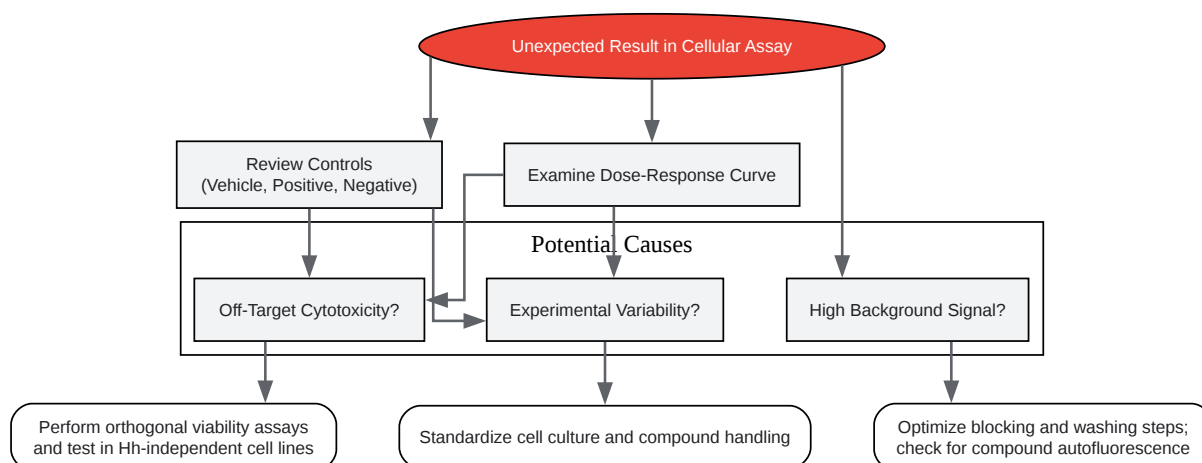 Unexpected Result in Cellular Assay
Review Controls
(Vehicle, Positive, Negative)
Examine Dose-Response Curve
Potential Causes
Off-Target Cytotoxicity?
Experimental Variability?
High Background Signal?
Perform orthogonal viability assays
and test in Hh-independent cell lines
Standardize cell culture and compound handling
Optimize blocking and washing steps;
check for compound autofluorescence